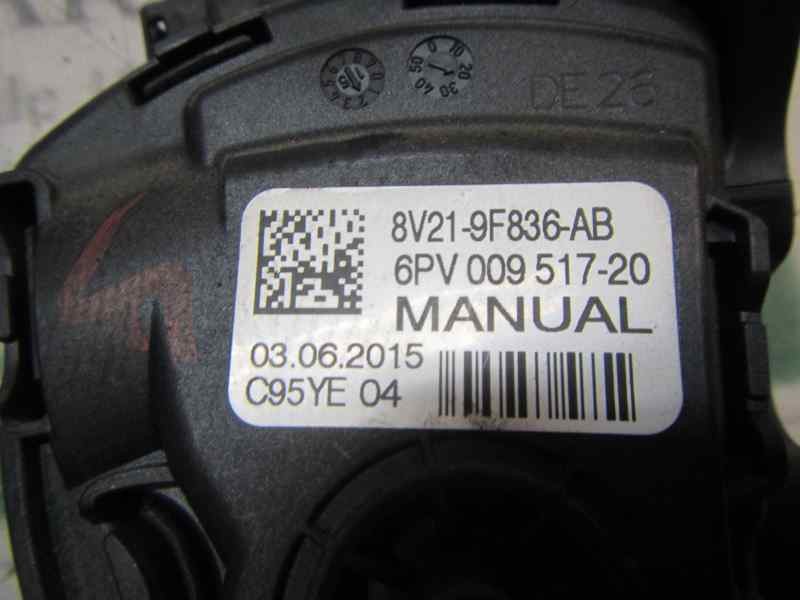 DE26
8V21-9F836-AB
6PV 009 517-20
MANUAL
03.06.2015
C95YE 04